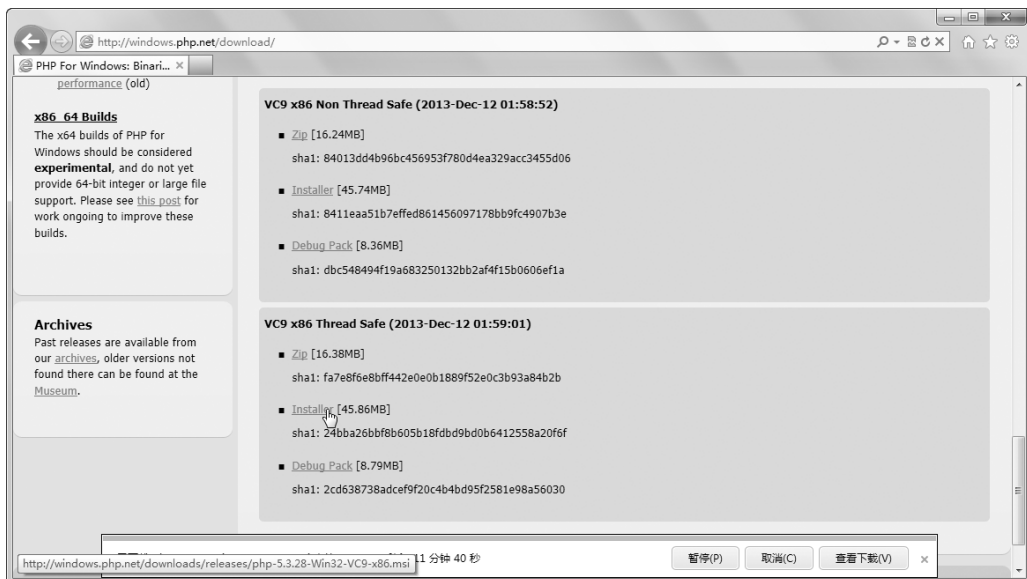 http://windows.php.net/download/
PHP For Windows: Binari...
performance (old)
x86_64 Builds
The x64 builds of PHP for
Windows should be considered
experimental, and do not yet
provide 64-bit integer or large file
support. Please see this post for
work ongoing to improve these
builds.
Archives
Past releases are available from
our archives, older versions not
found there can be found at the
Museum.
VC9 x86 Non Thread Safe (2013-Dec-12 01:58:52)
Zip [16.24MB]
sha1: 84013dd4b96bc456953f780d4ea329acc3455d06
Installer [45.74MB]
sha1: 8411eaa51b7effed861456097178bb9fc4907b3e
Debug Pack [8.36MB]
sha1: dbc548494f19a683250132bb2af4f15b0606ef1a
VC9 x86 Thread Safe (2013-Dec-12 01:59:01)
Zip [16.38MB]
sha1: fa7e8f6e8bff442e0e0b1889f52e0c3b93a84b2b
Installer [45.86MB]
sha1: 24bba26bbf8b605b18fdbd9bd0b6412558a20f6f
Debug Pack [8.79MB]
sha1: 2cd638738adcef9f20c4b4bd95f2581e98a56030
11 分钟 40 秒
暂停(P) 取消(C) 查看下载(V)
http://windows.php.net/downloads/releases/php-5.3.28-Win32-VC9-x86.msi